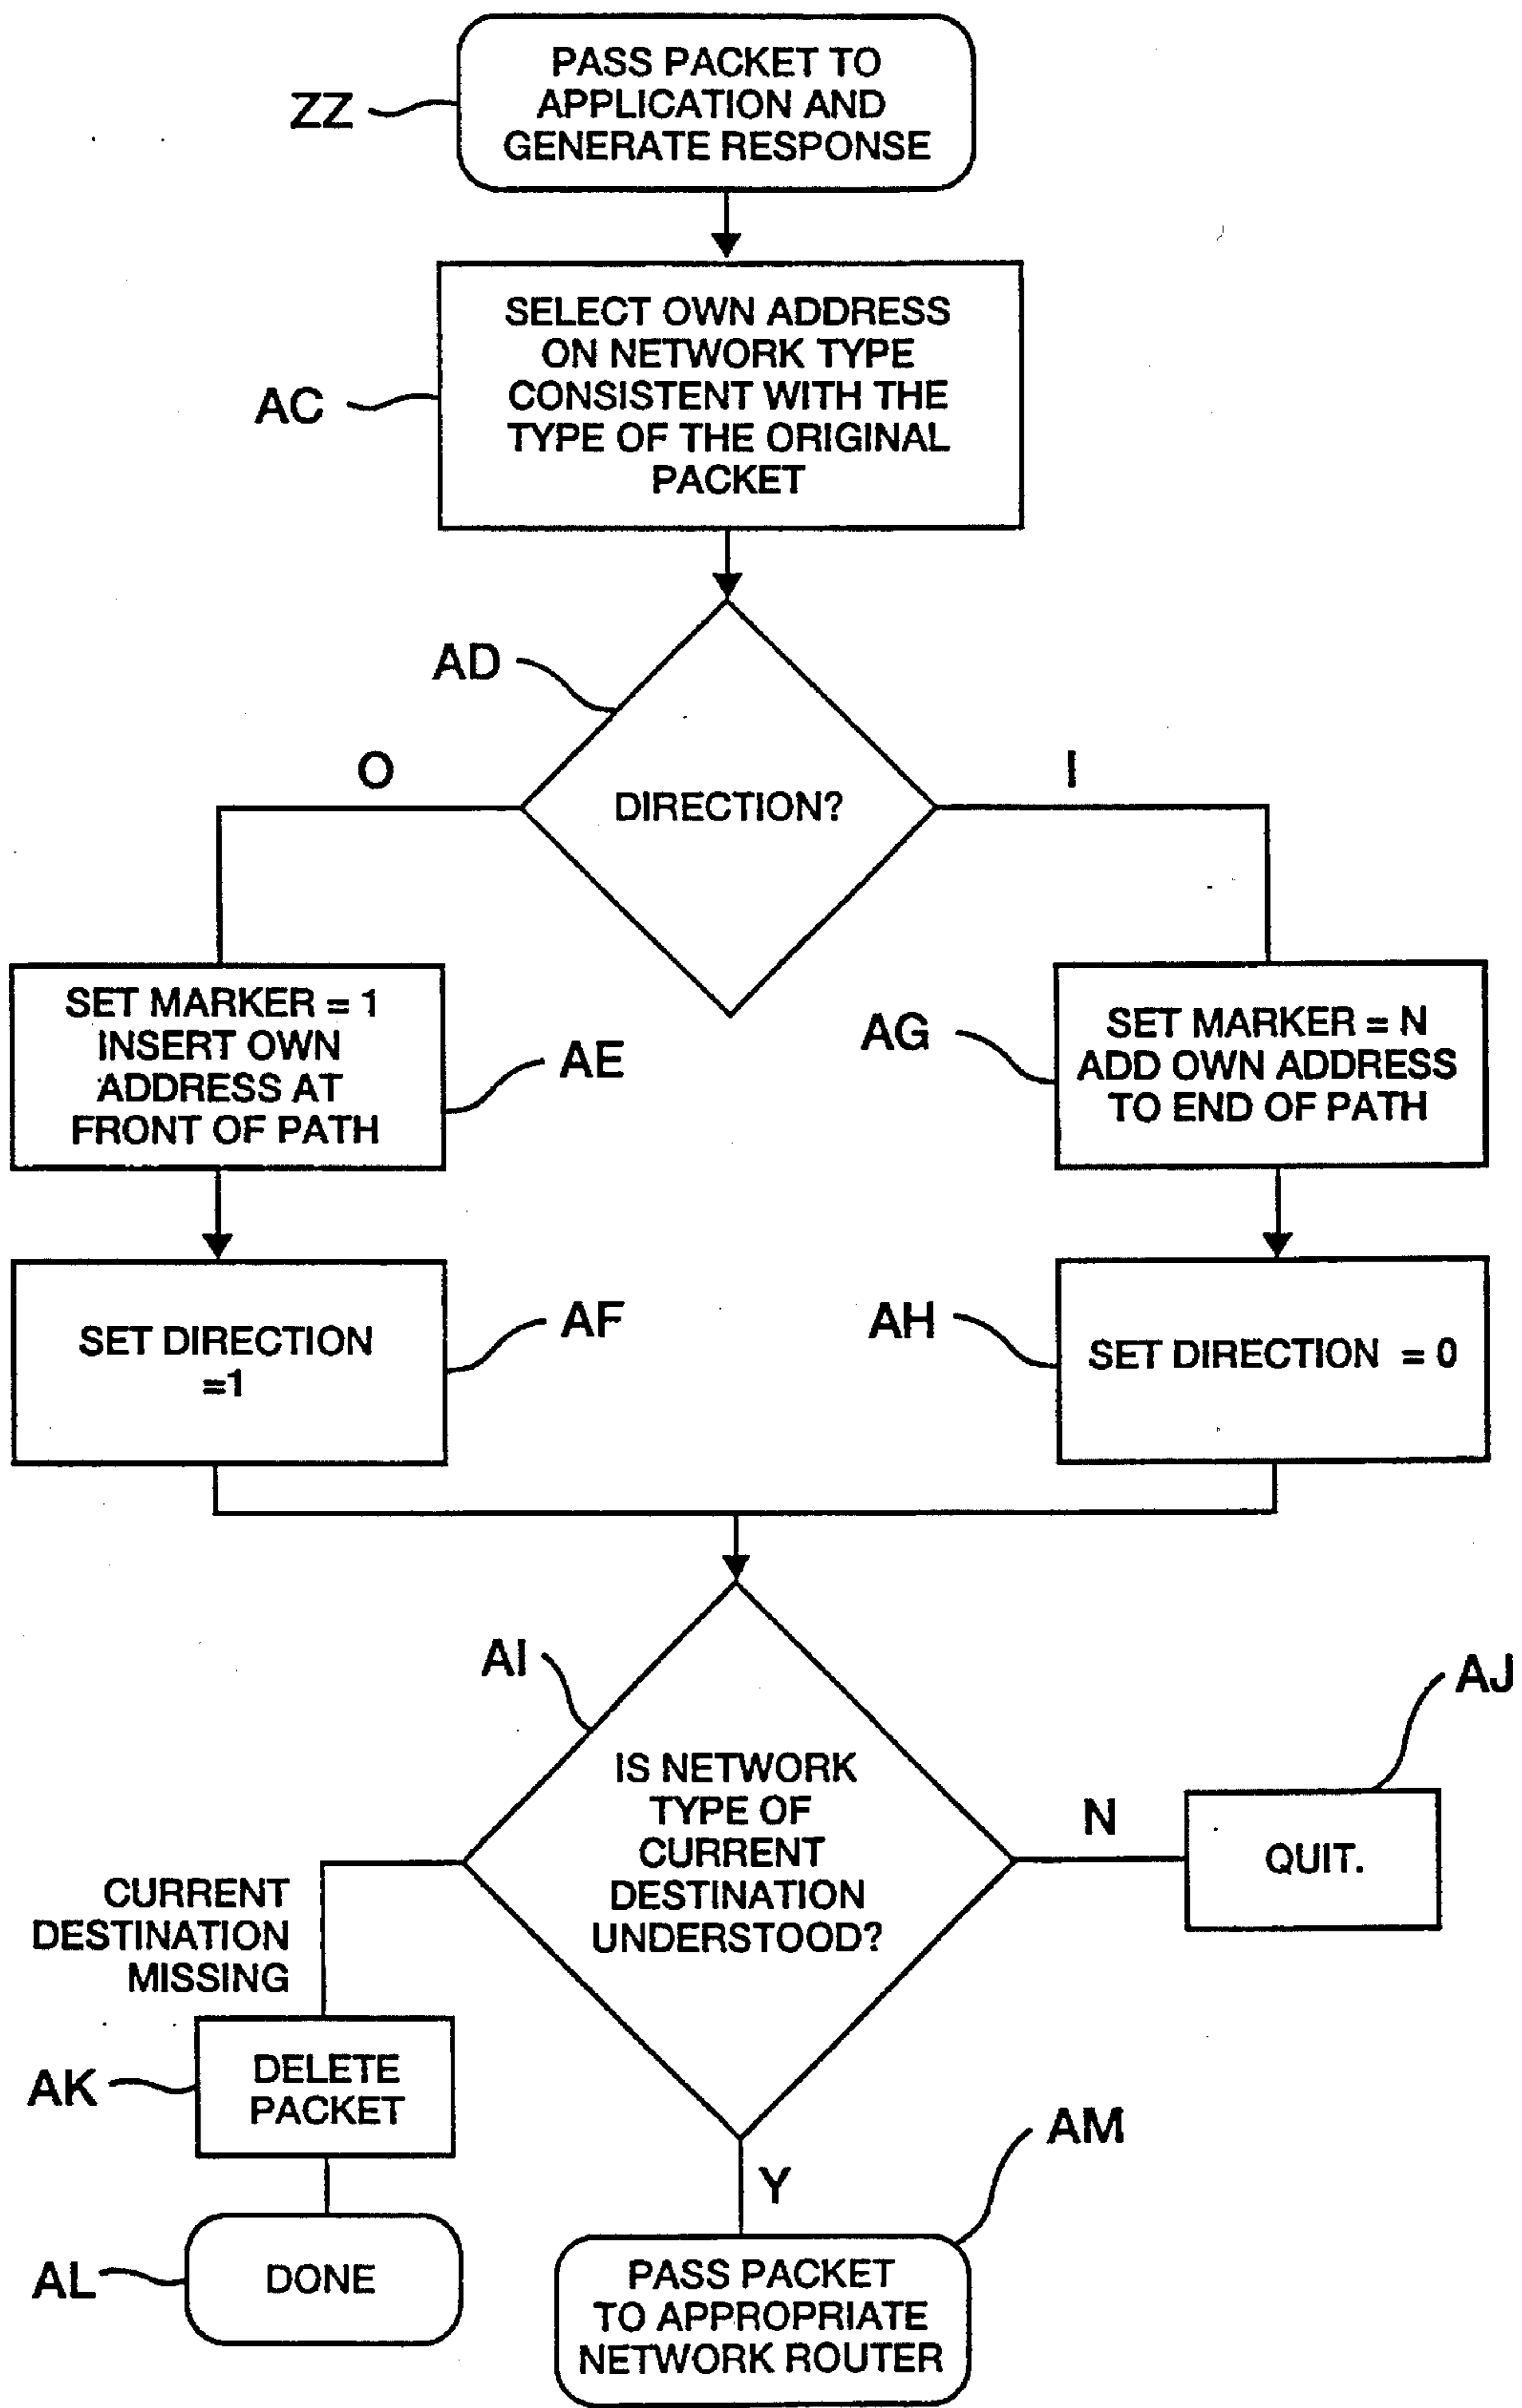 PASS PACKET TO
APPLICATION AND
GENERATE RESPONSE
ZZ
SELECT OWN ADDRESS
ON NETWORK TYPE
CONSISTENT WITH THE
TYPE OF THE ORIGINAL
PACKET
AC
AD
DIRECTION?
O
I
SET MARKER = 1
INSERT OWN
ADDRESS AT
FRONT OF PATH
AE
AG
SET MARKER = N
ADD OWN ADDRESS
TO END OF PATH
SET DIRECTION
=1
AF
AH
SET DIRECTION = 0
AI
IS NETWORK
TYPE OF
CURRENT
DESTINATION
UNDERSTOOD?
N
AJ
QUIT.
CURRENT
DESTINATION
MISSING
AK
DELETE
PACKET
AL
DONE
Y
AM
PASS PACKET
TO APPROPRIATE
NETWORK ROUTER